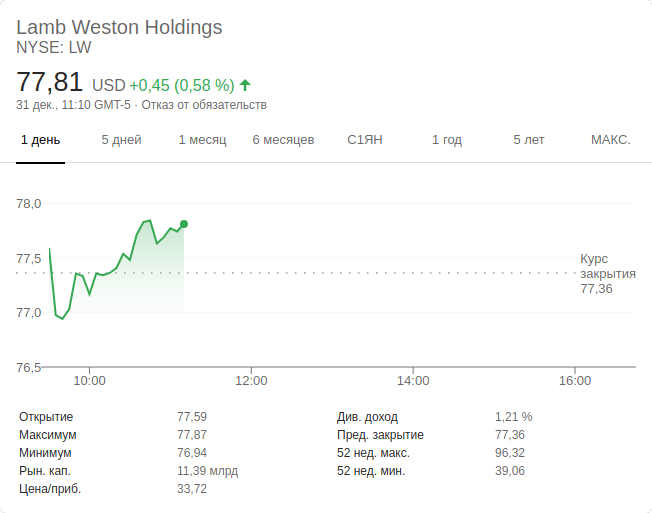 Lamb Weston Holdings
NYSE: LW
77,81 USD +0,45 (0,58 %)
31 дек., 11:10 GMT-5 · Отказ от обязательств
1 день 5 дней 1 месяц 6 месяцев С1ЯН 1 год 5 лет МАКС.
78,0
77,5
77,0
76,5
Курс
закрытия
77,36
10:00 12:00 14:00 16:00
Открытие 77,59
Максимум 77,87
Минимум 76,94
Рын. кап. 11,39 млрд
Цена/приб. 33,72
Див. доход 1,21 %
Пред. закрытие 77,36
52 нед. макс. 96,32
52 нед. мин. 39,06